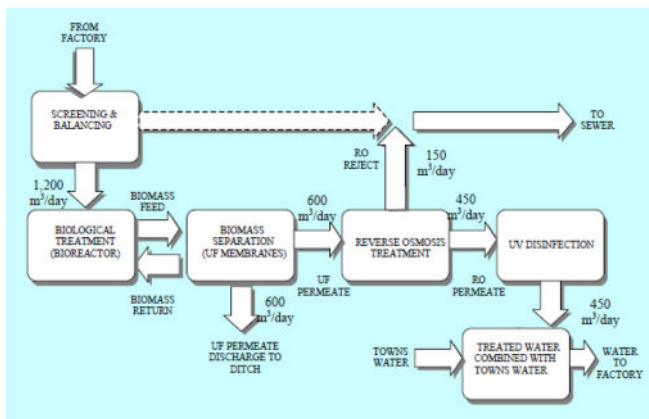 FROM
FACTORY
SCREENING &
BALANCING
TO
SEWER
RO
REJECT
150
m³/day
1,200
m³/day
BIOMASS
FEED
600
m³/day
450
m³/day
BIOLOGICAL
TREATMENT
(BIOREACTOR)
BIOMASS
SEPARATION
(UF MEMBRANES)
REVERSE OSMOSIS
TREATMENT
UV DISINFECTION
BIOMASS
RETURN
UF
PERMEATE
RO
PERMEATE
600
m³/day
450
m³/day
UF PERMEATE
DISCHARGE TO
DITCH
TOWNS
WATER
TREATED WATER
COMBINED WITH
TOWNS WATER
WATER
TO
FACTORY